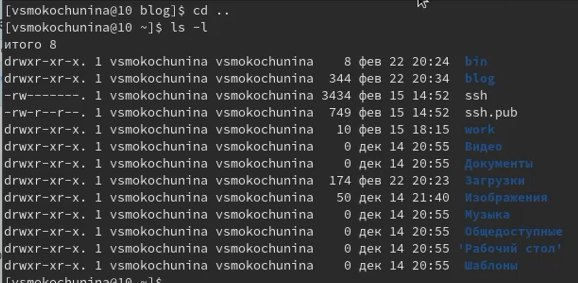 [vsmokochunina@10 blog]$ cd ..
[vsmokochunina@10 ~]$ ls -l
итого 8
drwxr-xr-x. 1 vsmokochunina vsmokochunina    8 фев 22 20:24  bin
drwxr-xr-x. 1 vsmokochunina vsmokochunina  344 фев 22 20:34  blog
-rw-------. 1 vsmokochunina vsmokochunina 3434 фев 15 14:52  ssh
-rw-r--r--. 1 vsmokochunina vsmokochunina  749 фев 15 14:52  ssh.pub
drwxr-xr-x. 1 vsmokochunina vsmokochunina   10 фев 15 18:15  work
drwxr-xr-x. 1 vsmokochunina vsmokochunina    0 дек 14 20:55  Видео
drwxr-xr-x. 1 vsmokochunina vsmokochunina    0 дек 14 20:55  Документы
drwxr-xr-x. 1 vsmokochunina vsmokochunina  174 фев 22 20:23  Загрузки
drwxr-xr-x. 1 vsmokochunina vsmokochunina   50 дек 14 21:40  Изображения
drwxr-xr-x. 1 vsmokochunina vsmokochunina    0 дек 14 20:55  Музыка
drwxr-xr-x. 1 vsmokochunina vsmokochunina    0 дек 14 20:55  Общедоступные
drwxr-xr-x. 1 vsmokochunina vsmokochunina    0 дек 14 20:55 'Рабочий стол'
drwxr-xr-x. 1 vsmokochunina vsmokochunina    0 дек 14 20:55  Шаблоны
[vsmokochunina@10 ~]$